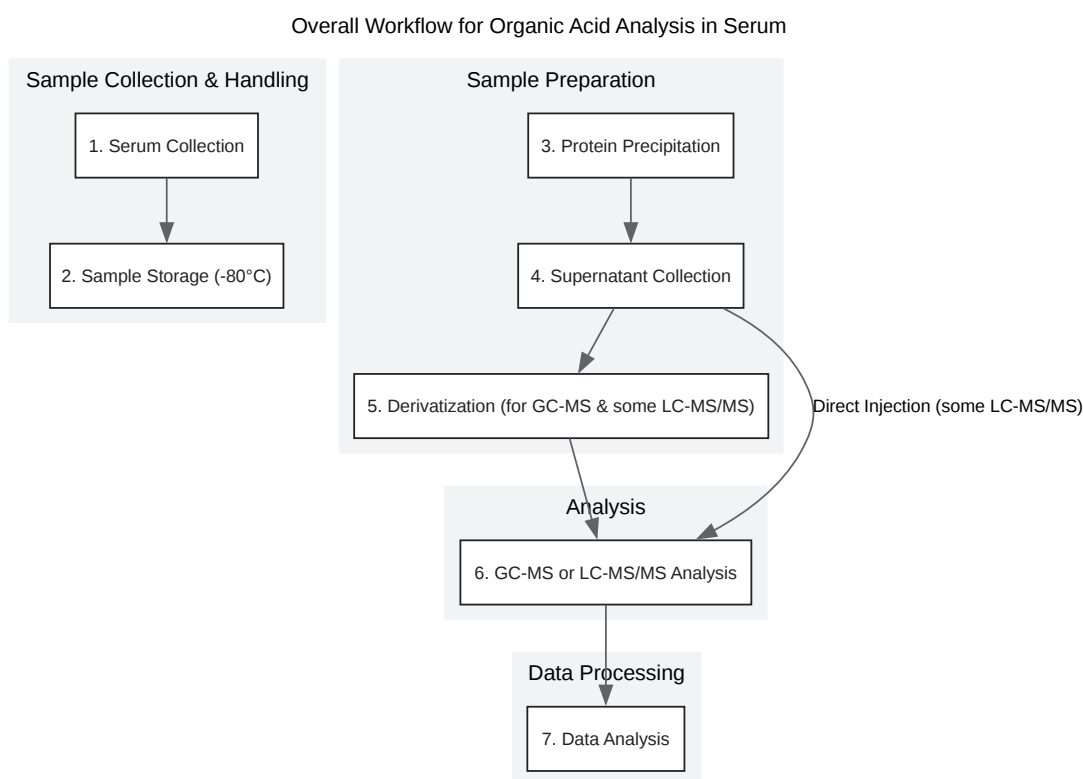 Overall Workflow for Organic Acid Analysis in Serum
Sample Collection & Handling
1. Serum Collection
2. Sample Storage (-80°C)
Sample Preparation
3. Protein Precipitation
4. Supernatant Collection
5. Derivatization (for GC-MS & some LC-MS/MS)
Direct Injection (some LC-MS/MS)
Analysis
6. GC-MS or LC-MS/MS Analysis
Data Processing
7. Data Analysis